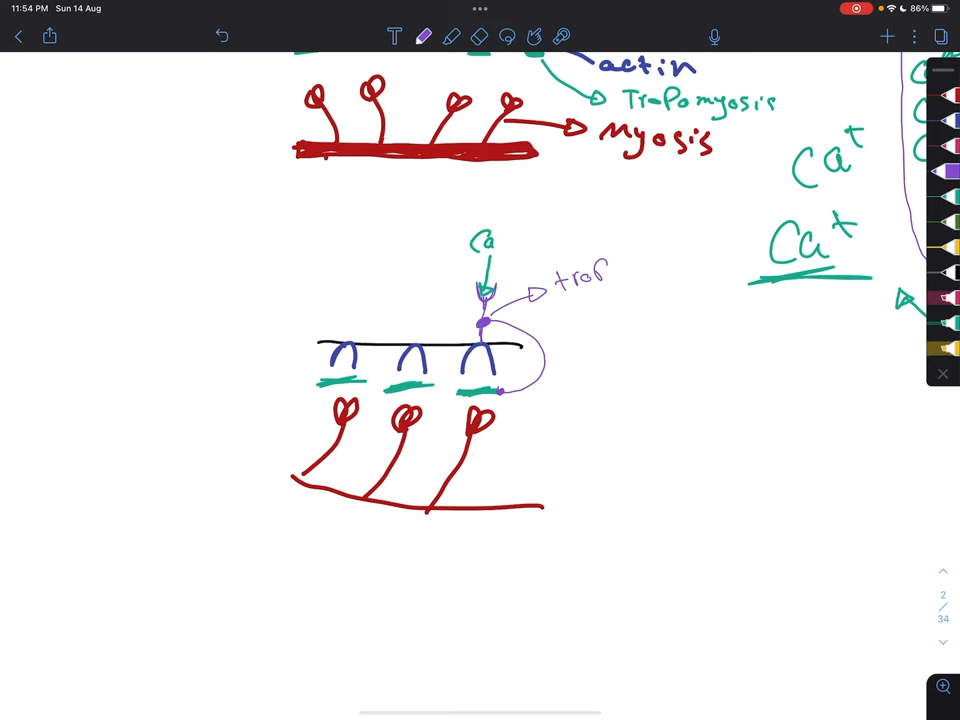 11:54 PM Sun 14 Aug
86%
T
actin
Tropomyosis
Myosis
Ca+
Ca+
Ca
trop
2
/
34